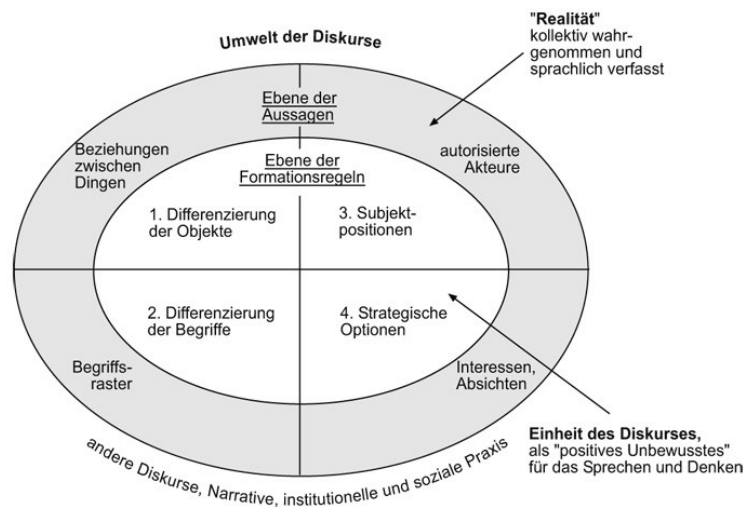 "Realität"
kollektiv wahr-
genommen und
sprachlich verfasst
Umwelt der Diskurse
Ebene der
Aussagen
Beziehungen
zwischen
Dingen
autorisierte
Akteure
Ebene der
Formationsregeln
1. Differenzierung
der Objekte
3. Subjekt-
positionen
2. Differenzierung
der Begriffe
4. Strategische
Optionen
Begriffs-
raster
Interessen,
Absichten
Einheit des Diskurses,
als "positives Unbewusstes"
für das Sprechen und Denken
andere Diskurse, Narrative, institutionelle und soziale Praxis